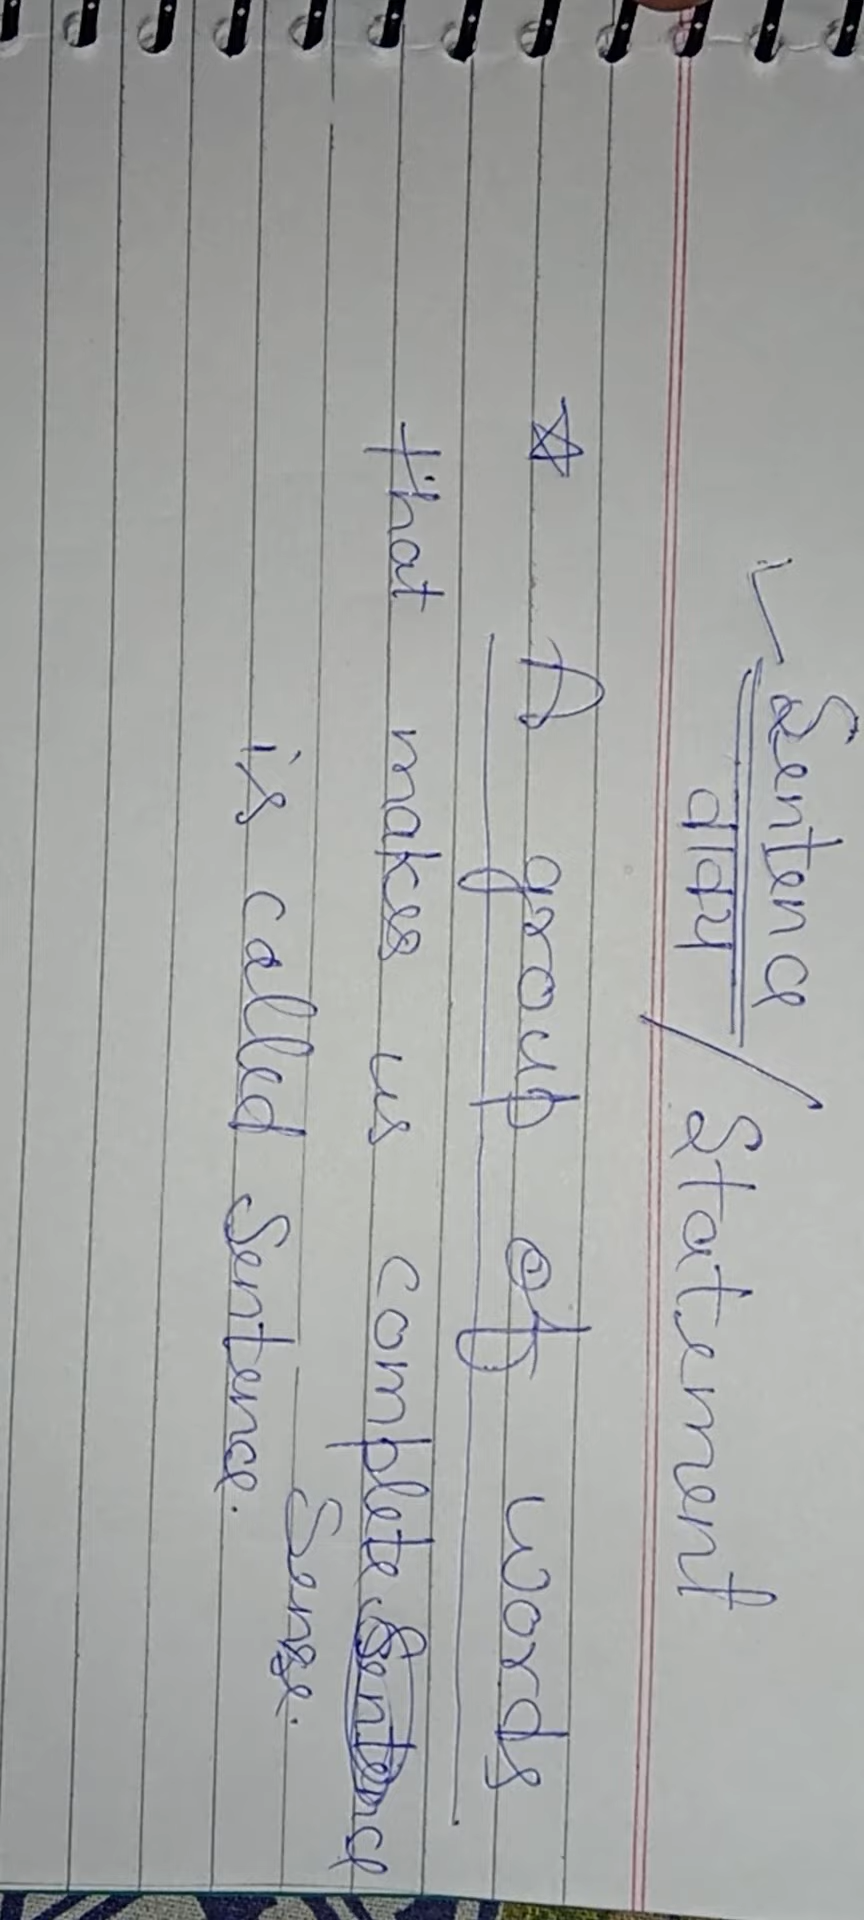 Sentence / Statement
वाक्य
☆ A group of words
that makes us complete Sentence
Sense.
is called Sentence.